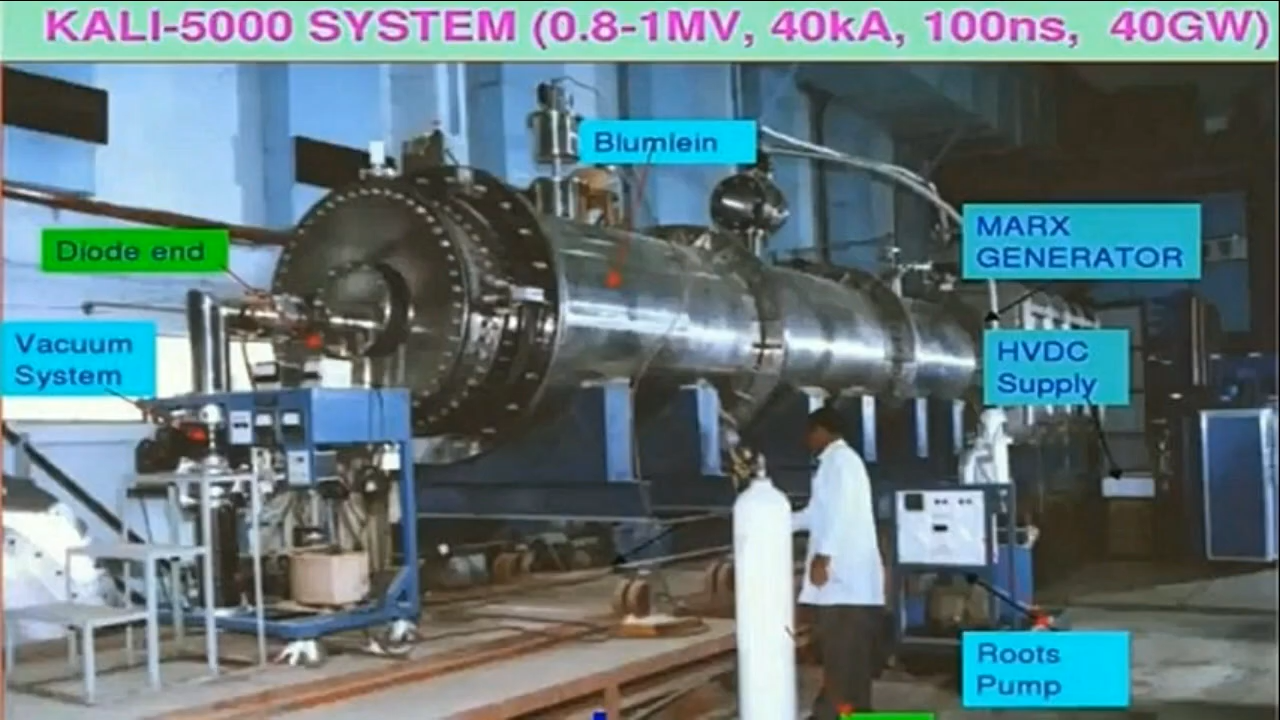 KALI-5000 SYSTEM (0.8-1MV, 40kA, 100ns, 40GW)
Blumlein
MARX
GENERATOR
Diode end
Vacuum
System
HVDC
Supply
Roots
Pump